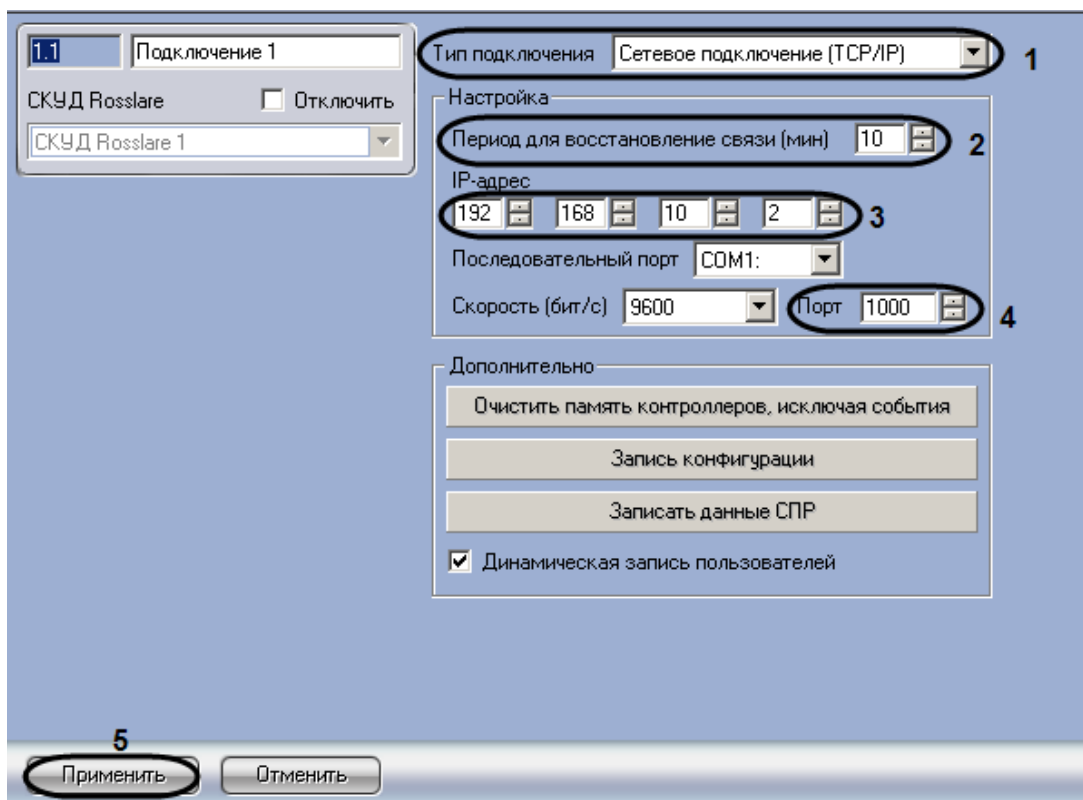 1.1 Подключение 1
СКУД Rosslare Отключить
СКУД Rosslare 1
Тип подключения Сетевое подключение (TCP/IP) 1
Настройка
Период для восстановление связи (мин) 10 2
IP-адрес
192 168 10 2 3
Последовательный порт COM1:
Скорость (бит/с) 9600 Порт 1000 4
Дополнительно
Очистить память контроллеров, исключая события
Запись конфигурации
Записать данные СПР
Динамическая запись пользователей
5
Применить Отменить